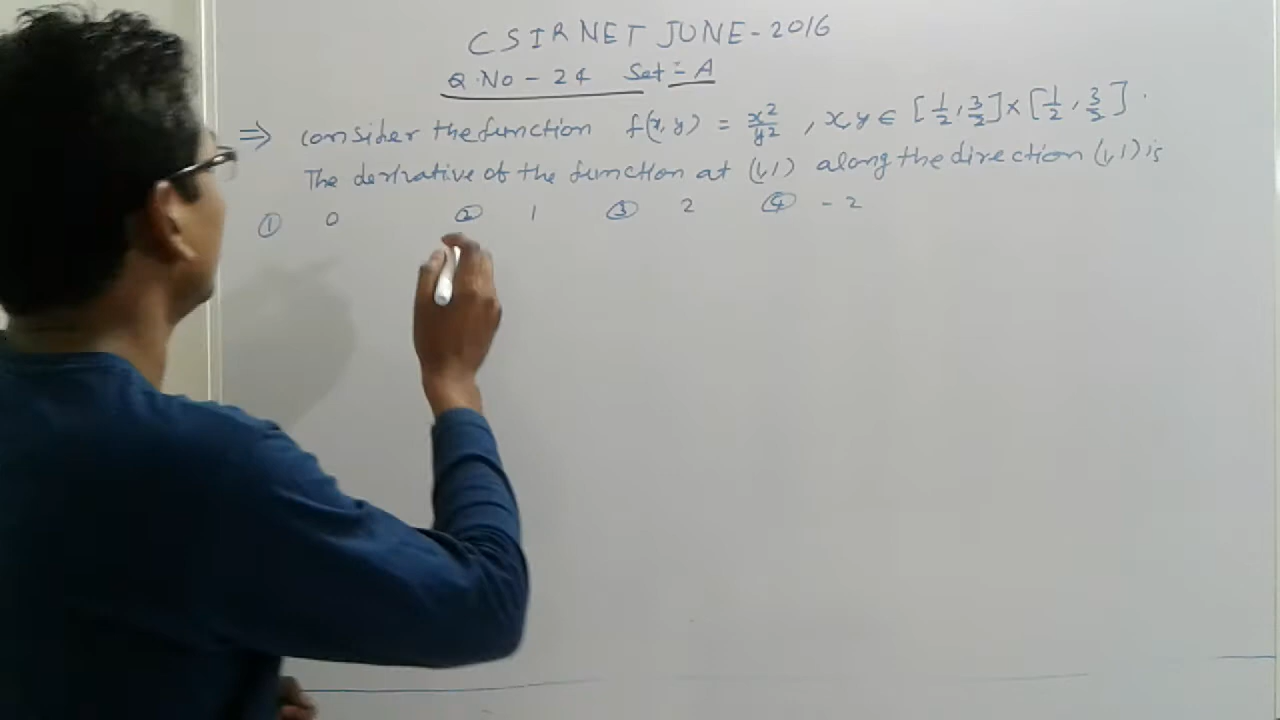 CSIR NET JUNE-2016
Q.No - 24 Set = A
⇒ Consider the function f(x,y) = x²/y² , x,y ∈ [1/2, 3/2] × [1/2, 3/2].
The derivative of the function at (1,1) along the direction (1,1) is
① 0 ② 1 ③ 2 ④ -2